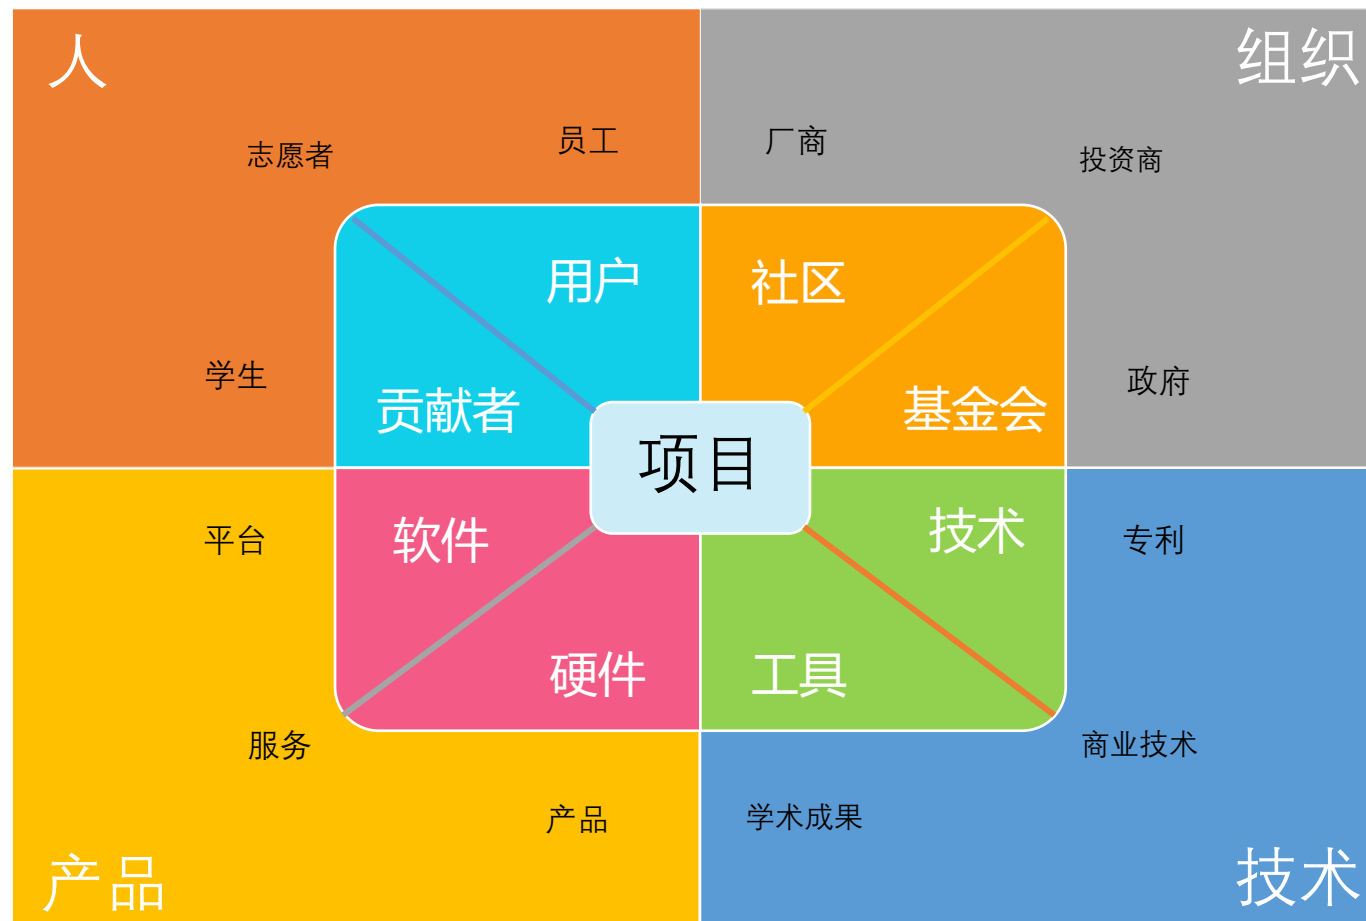 人
组织
志愿者
员工
厂商
投资商
用户
社区
学生
贡献者
基金会
政府
项目
平台
软件
技术
专利
硬件
工具
服务
商业技术
产品
学术成果
产品
技术